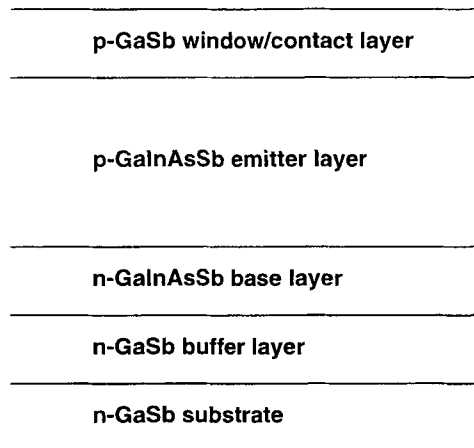 p-GaSb window/contact layer
p-GaInAsSb emitter layer
n-GaInAsSb base layer
n-GaSb buffer layer
n-GaSb substrate